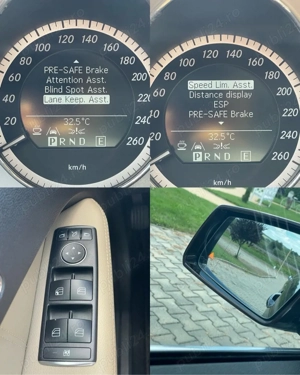 80 100 120 140 160
60 180
40 200
20 220
240
260
PRE-SAFE Brake
Attention Asst.
Blind Spot Asst.
Lane Keep. Asst.
32,5°C
P R N D E
km/h
80 100 120 140 160
60 180
40 200
20 220
240
260
Speed Lim. Asst.
Distance display
ESP
PRE-SAFE Brake
32,5°C
P R N D E
km/h